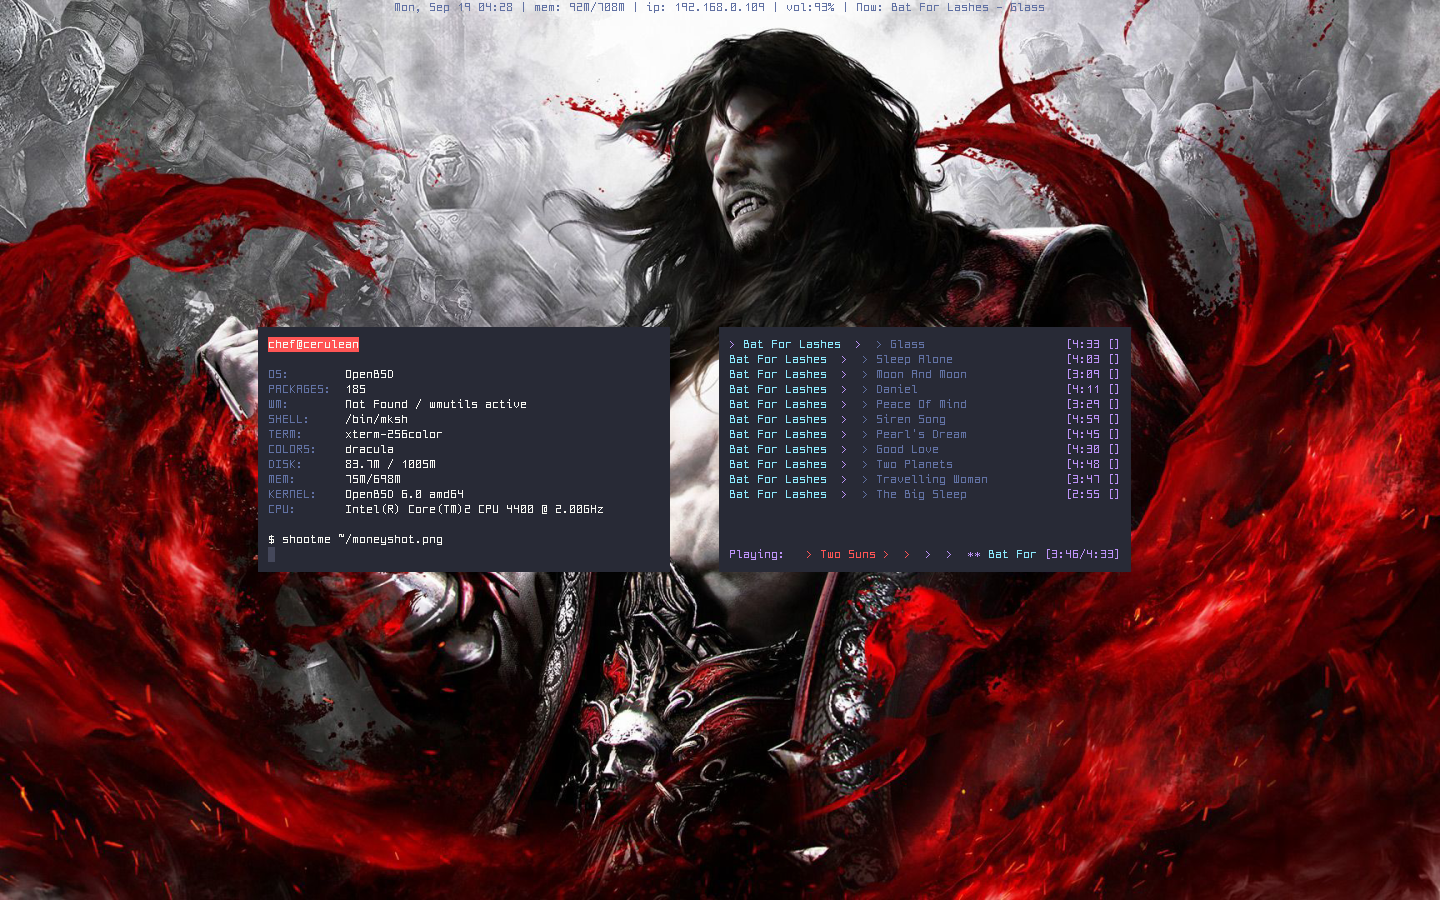 Mon, Sep 19 04:28 | mem: 92M/708M | ip: 192.168.0.109 | vol:93% | Now: Bat For Lashes - Glass
chef@cerulean
OS: OpenBSD
PACKAGES: 185
WM: Not Found / wmutils active
SHELL: /bin/mksh
TERM: xterm-256color
COLORS: dracula
DISK: 83.7M / 1005M
MEM: 75M/698M
KERNEL: OpenBSD 6.0 amd64
CPU: Intel(R) Core(TM)2 CPU 4400 @ 2.00GHz
$ shootme ~/moneyshot.png
> Bat For Lashes > > Glass [4:33 []
Bat For Lashes > > Sleep Alone [4:03 []
Bat For Lashes > > Moon And Moon [3:09 []
Bat For Lashes > > Daniel [4:11 []
Bat For Lashes > > Peace Of Mind [3:29 []
Bat For Lashes > > Siren Song [4:59 []
Bat For Lashes > > Pearl's Dream [4:45 []
Bat For Lashes > > Good Love [4:30 []
Bat For Lashes > > Two Planets [4:48 []
Bat For Lashes > > Travelling Woman [3:47 []
Bat For Lashes > > The Big Sleep [2:55 []
Playing: > Two Suns > > > > ** Bat For [3:46/4:33]